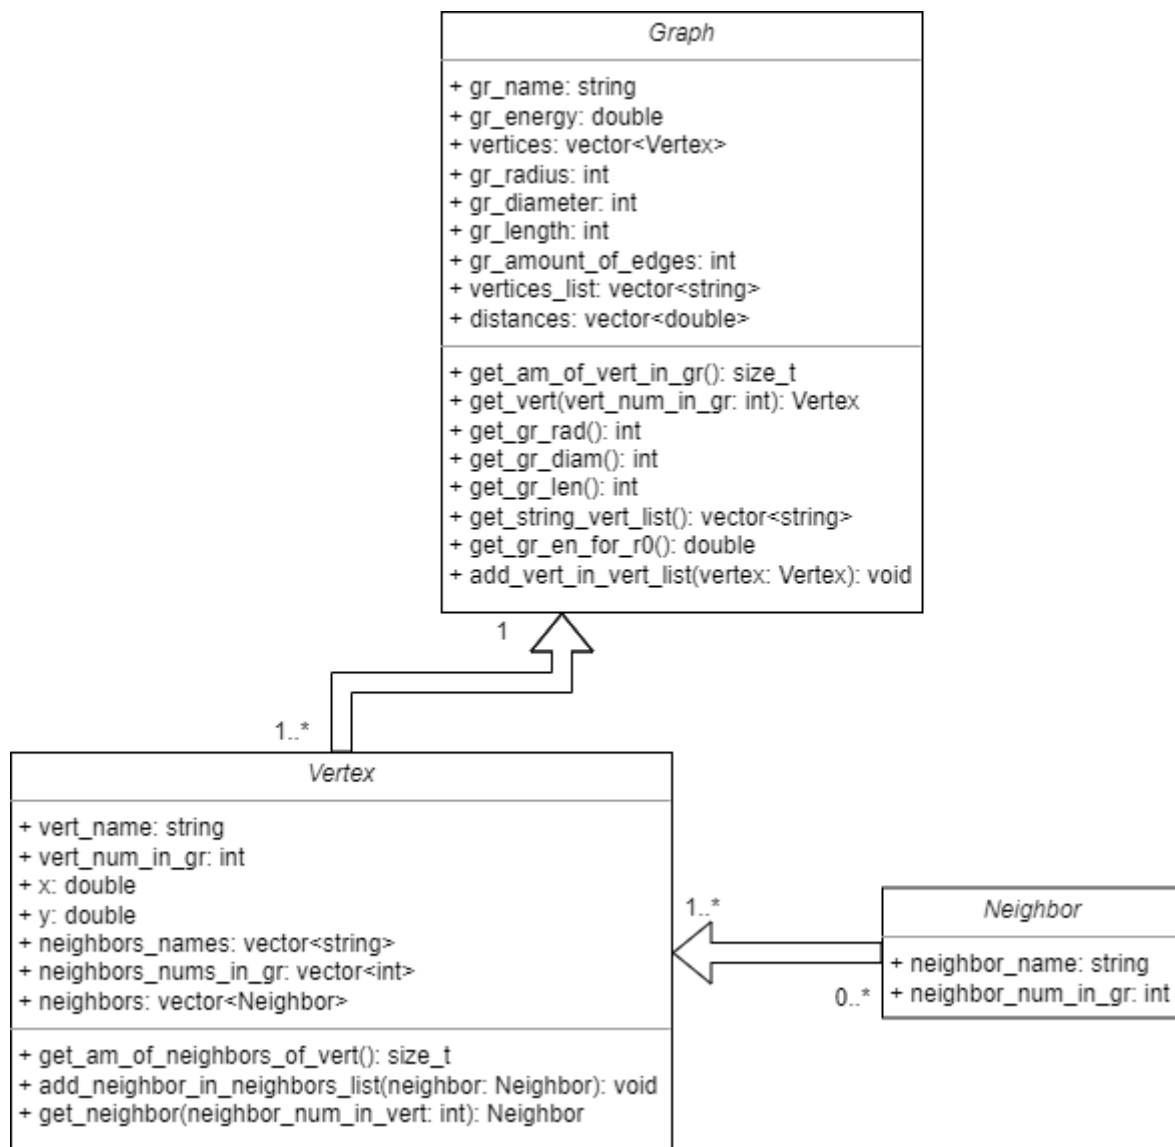 Graph
+ gr_name: string
+ gr_energy: double
+ vertices: vector<Vertex>
+ gr_radius: int
+ gr_diameter: int
+ gr_length: int
+ gr_amount_of_edges: int
+ vertices_list: vector<string>
+ distances: vector<double>
+ get_am_of_vert_in_gr(): size_t
+ get_vert(vert_num_in_gr: int): Vertex
+ get_gr_rad(): int
+ get_gr_diam(): int
+ get_gr_len(): int
+ get_string_vert_list(): vector<string>
+ get_gr_en_for_r0(): double
+ add_vert_in_vert_list(vertex: Vertex): void
1
1..*
Vertex
+ vert_name: string
+ vert_num_in_gr: int
+ x: double
+ y: double
+ neighbors_names: vector<string>
+ neighbors_nums_in_gr: vector<int>
+ neighbors: vector<Neighbor>
+ get_am_of_neighbors_of_vert(): size_t
+ add_neighbor_in_neighbors_list(neighbor: Neighbor): void
+ get_neighbor(neighbor_num_in_vert: int): Neighbor
1..*
0..*
Neighbor
+ neighbor_name: string
+ neighbor_num_in_gr: int